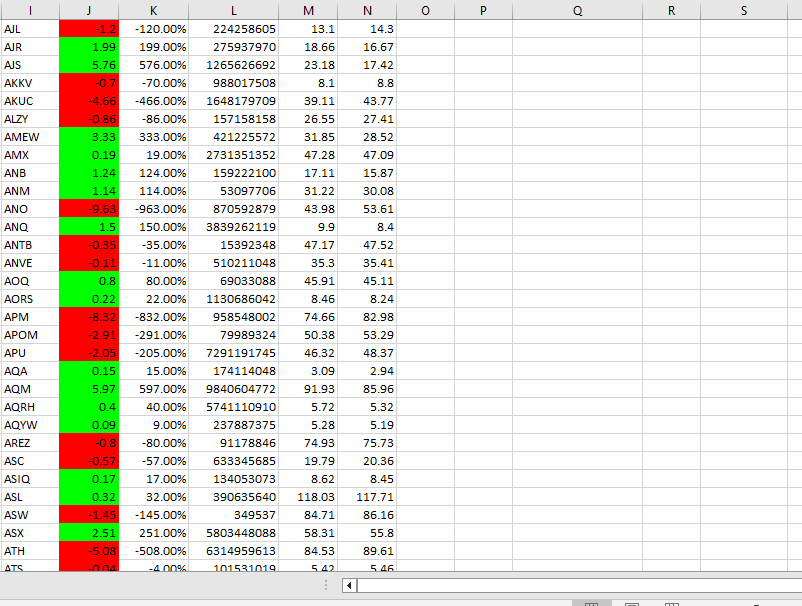 I J K L M N O P Q R S
AJL -1.2 -120.00% 224258605 13.1 14.3
AJR 1.99 199.00% 275937970 18.66 16.67
AJS 5.76 576.00% 1265626692 23.18 17.42
AKKV -0.7 -70.00% 988017508 8.1 8.8
AKUC -4.66 -466.00% 1648179709 39.11 43.77
ALZY -0.86 -86.00% 157158158 26.55 27.41
AMEW 3.33 333.00% 421225572 31.85 28.52
AMX 0.19 19.00% 2731351352 47.28 47.09
ANB 1.24 124.00% 159222100 17.11 15.87
ANM 1.14 114.00% 53097706 31.22 30.08
ANO -9.63 -963.00% 870592879 43.98 53.61
ANQ 1.5 150.00% 3839262119 9.9 8.4
ANTB -0.35 -35.00% 15392348 47.17 47.52
ANVE -0.11 -11.00% 510211048 35.3 35.41
AOQ 0.8 80.00% 69033088 45.91 45.11
AORS 0.22 22.00% 1130686042 8.46 8.24
APM -8.32 -832.00% 958548002 74.66 82.98
APOM -2.91 -291.00% 79989324 50.38 53.29
APU -2.05 -205.00% 7291191745 46.32 48.37
AQA 0.15 15.00% 174114048 3.09 2.94
AQM 5.97 597.00% 9840604772 91.93 85.96
AQRH 0.4 40.00% 5741110910 5.72 5.32
AQYW 0.09 9.00% 237887375 5.28 5.19
AREZ -0.8 -80.00% 91178846 74.93 75.73
ASC -0.57 -57.00% 633345685 19.79 20.36
ASIQ 0.17 17.00% 134053073 8.62 8.45
ASL 0.32 32.00% 390635640 118.03 117.71
ASW -1.45 -145.00% 349537 84.71 86.16
ASX 2.51 251.00% 5803448088 58.31 55.8
ATH -5.08 -508.00% 6314959613 84.53 89.61
ATS -0.04 -4.00% 101531019 5.42 5.46